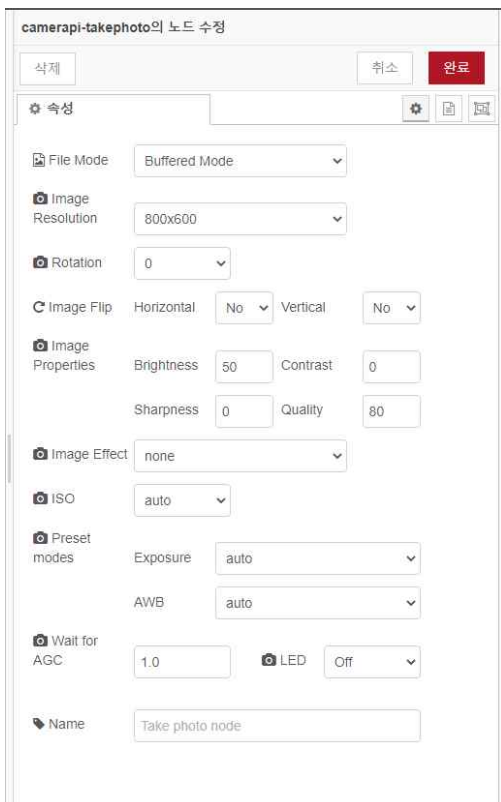 camerapi-takephoto의 노드 수정
삭제 취소 완료
속성
File Mode Buffered Mode
Image
Resolution 800x600
Rotation 0
Image Flip Horizontal No Vertical No
Image
Properties Brightness 50 Contrast 0
Sharpness 0 Quality 80
Image Effect none
ISO auto
Preset
modes Exposure auto
AWB auto
Wait for
AGC 1.0 LED Off
Name Take photo node